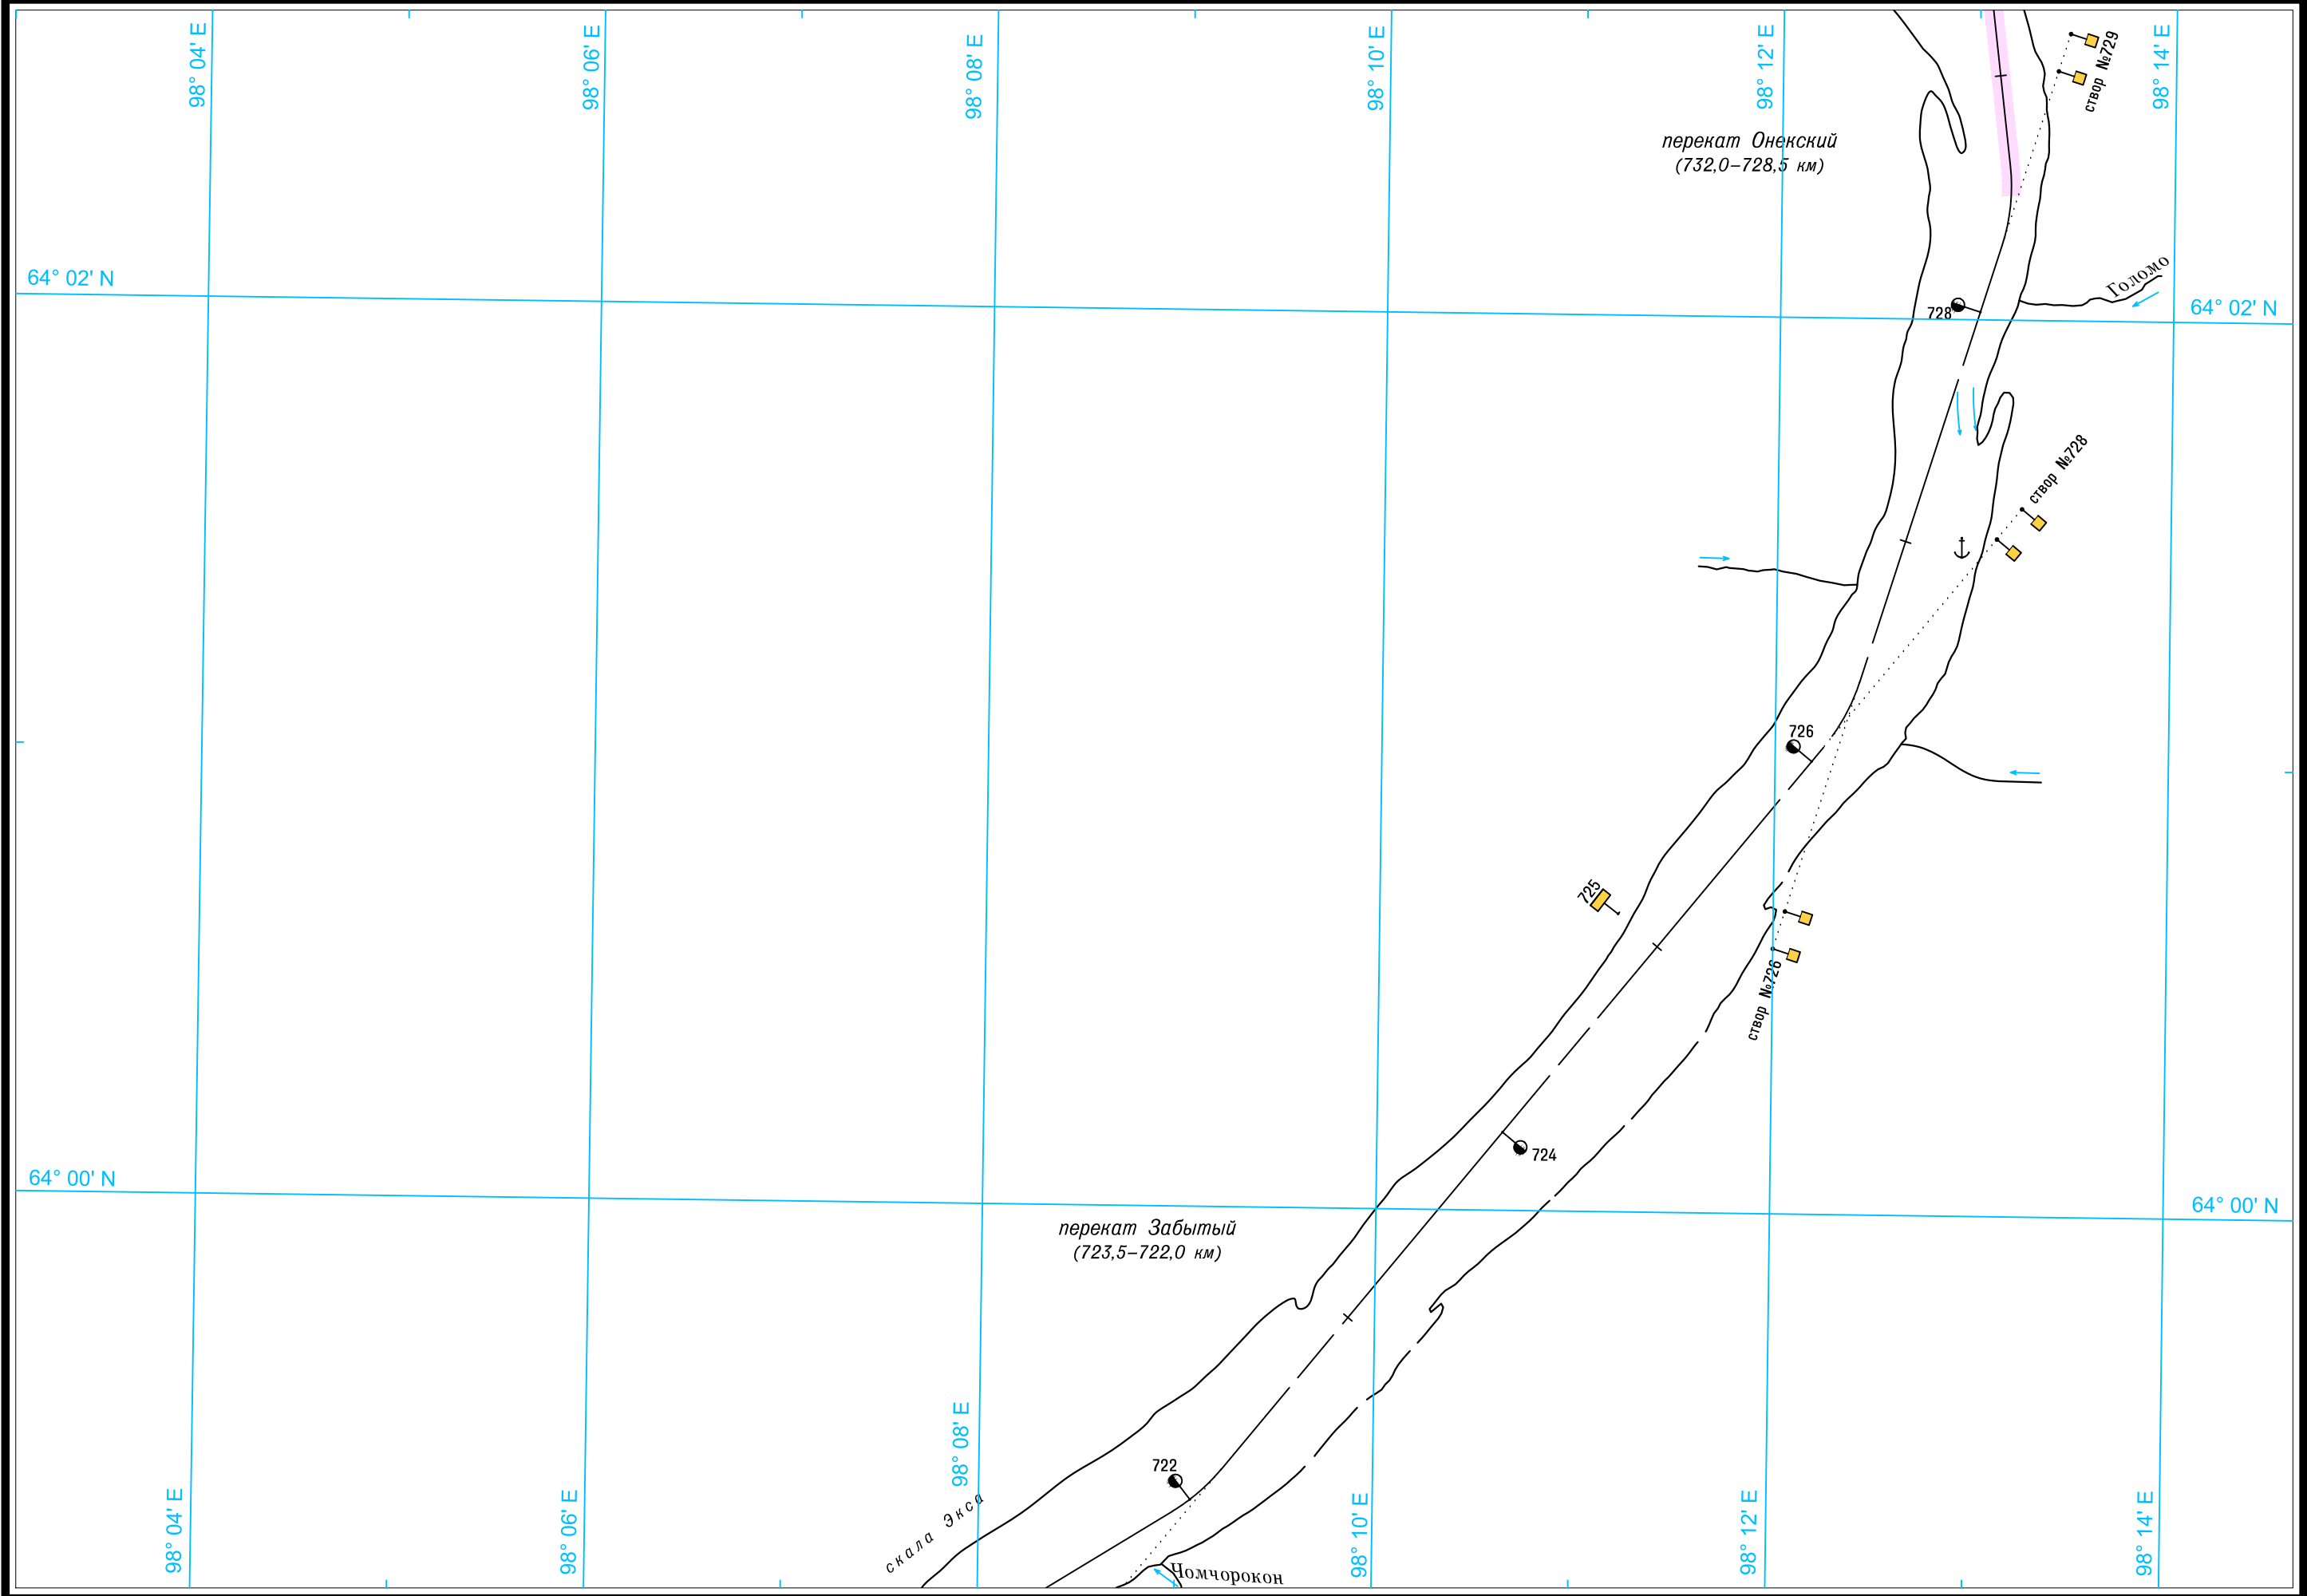 98° 04' E
98° 06' E
98° 08' E
98° 10' E
98° 12' E
98° 14' E
створ №729
перекат Онекский
(732,0–728,5 км)
Голомо
64° 02' N
64° 02' N
728
створ №728
726
725
створ №726
724
64° 00' N
64° 00' N
перекат Забытый
(723,5–722,0 км)
722
скала Экса
Чомчорокон
98° 04' E
98° 06' E
98° 08' E
98° 10' E
98° 12' E
98° 14' E